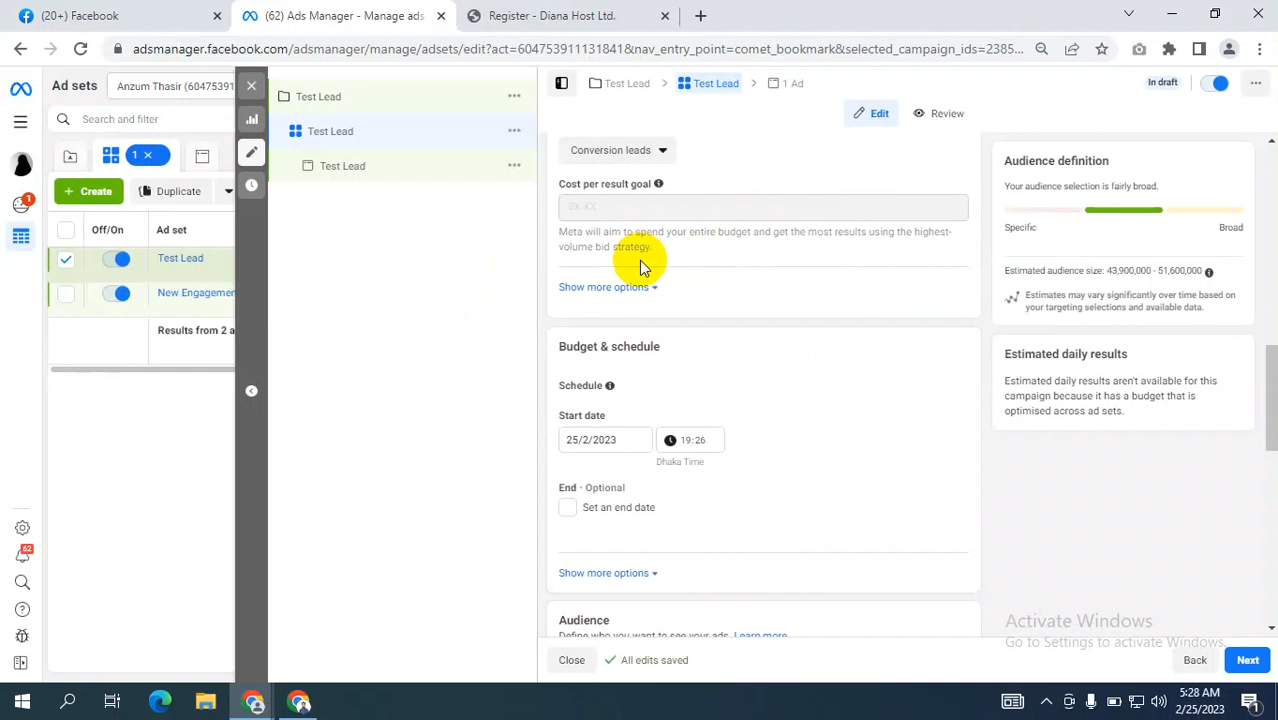 (20+) Facebook
(62) Ads Manager - Manage ads
Register - Diana Host Ltd.
adsmanager.facebook.com/adsmanager/manage/adsets/edit?act=604753911131841&nav_entry_point=comet_bookmark&selected_campaign_ids=2385...
Ad sets
Anzum Thasir (6047539
Search and filter
1
Create
Duplicate
Off/On
Ad set
Test Lead
New Engagemen
Results from 2 a
1
62
Test Lead
Test Lead
Test Lead
Test Lead
Test Lead
1 Ad
In draft
Edit
Review
Conversion leads
Cost per result goal
XX.XX
Meta will aim to spend your entire budget and get the most results using the highest-
volume bid strategy.
Show more options
Budget & schedule
Schedule
Start date
25/2/2023
19:26
Dhaka Time
End · Optional
Set an end date
Show more options
Audience
Define who you want to see your ads. Learn more
Audience definition
Your audience selection is fairly broad.
Specific
Broad
Estimated audience size: 43,900,000 - 51,600,000
Estimates may vary significantly over time based on
your targeting selections and available data.
Estimated daily results
Estimated daily results aren't available for this
campaign because it has a budget that is
optimised across ad sets.
Activate Windows
Go to Settings to activate Windows.
Close
All edits saved
Back
Next
5:28 AM
2/25/2023
1